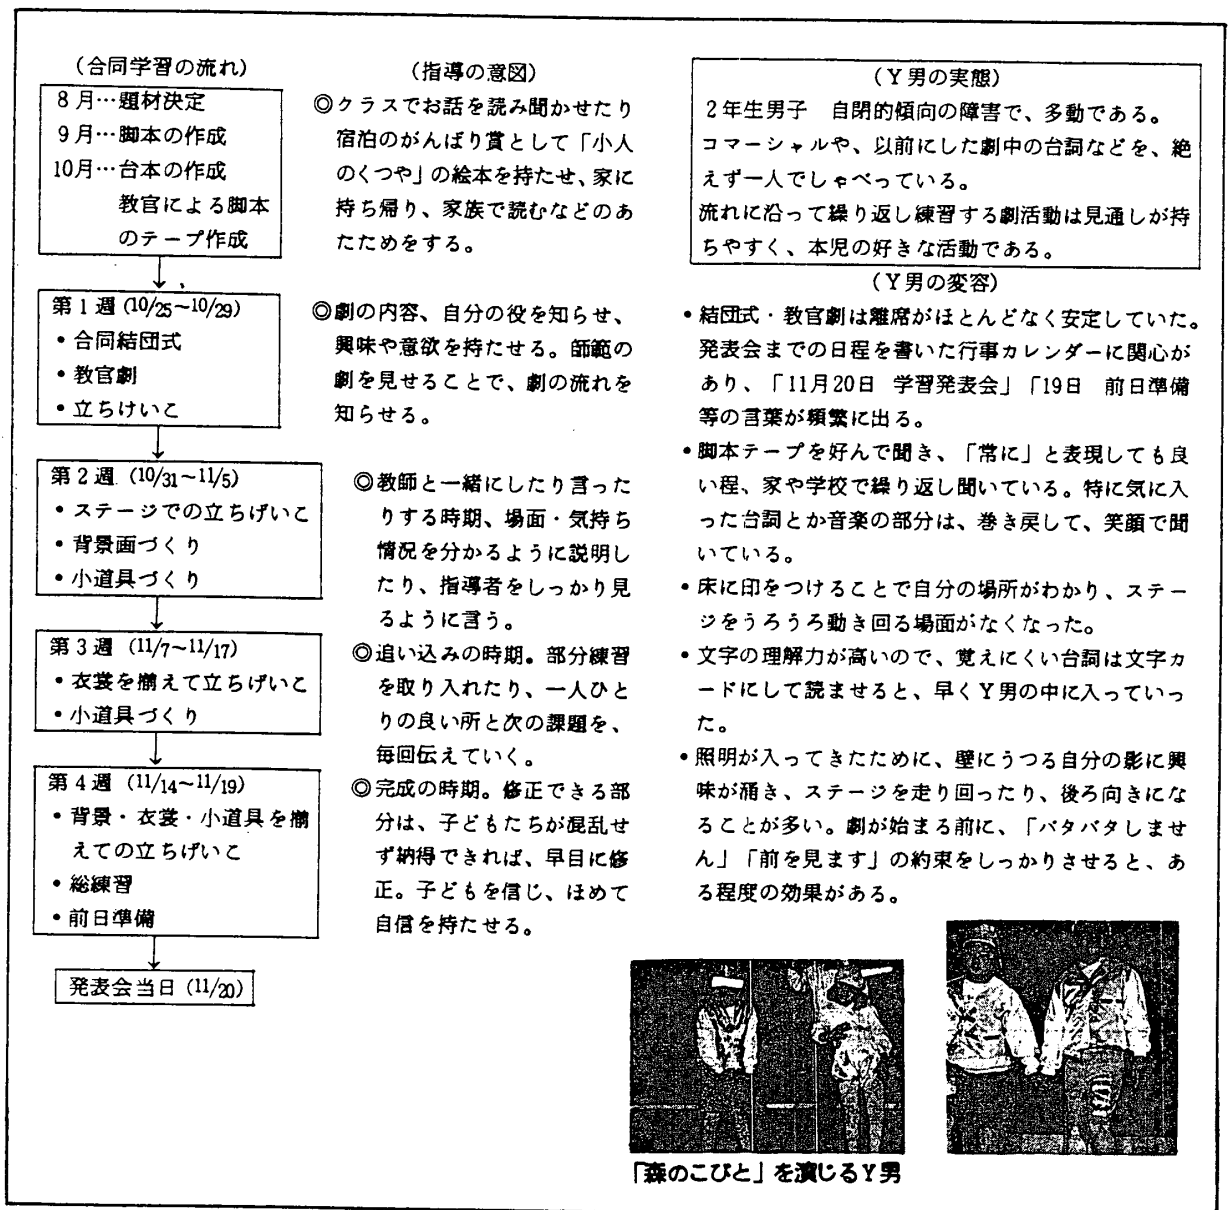 （合同学習の流れ）
8月…題材決定
9月…脚本の作成
10月…台本の作成
教官による脚本
のテープ作成
第1週 (10/25~10/29)
• 合同結団式
• 教官劇
• 立ちけいこ
第2週 (10/31~11/5)
• ステージでの立ちげいこ
• 背景画づくり
• 小道具づくり
第3週 (11/7~11/17)
• 衣裳を揃えて立ちげいこ
• 小道具づくり
第4週 (11/14~11/19)
• 背景・衣裳・小道具を揃
えての立ちげいこ
• 総練習
• 前日準備
発表会当日 (11/20)
（指導の意図）
◎クラスでお話を読み聞かせたり
宿泊のがんばり賞として「小人
のくつや」の絵本を持たせ、家に
持ち帰り、家族で読むなどのあ
たためをする。
◎劇の内容、自分の役を知らせ、
興味や意欲を持たせる。師範の
劇を見せることで、劇の流れを
知らせる。
◎教師と一緒にしたり言った
りする時期、場面・気持ち
情況を分かるように説明し
たり、指導者をしっかり見
るように言う。
◎追い込みの時期。部分練習
を取り入れたり、一人ひと
りの良い所と次の課題を、
毎回伝えていく。
◎完成の時期。修正できる部
分は、子どもたちが混乱せ
ず納得できれば、早目に修
正。子どもを信じ、ほめて
自信を持たせる。
（Y男の実態）
2年生男子　自閉的傾向の障害で、多動である。
コマーシャルや、以前にした劇中の台詞などを、絶
えず一人でしゃべっている。
流れに沿って繰り返し練習する劇活動は見通しが持
ちやすく、本児の好きな活動である。
（Y男の変容）
• 結団式・教官劇は離席がほとんどなく安定していた。
発表会までの日程を書いた行事カレンダーに関心が
あり、「11月20日　学習発表会」「19日　前日準備
等の言葉が頻繁に出る。
• 脚本テープを好んで聞き、「常に」と表現しても良
い程、家や学校で繰り返し聞いている。特に気に入
った台詞とか音楽の部分は、巻き戻して、笑顔で聞
いている。
• 床に印をつけることで自分の場所がわかり、ステー
ジをうろうろ動き回る場面がなくなった。
• 文字の理解力が高いので、覚えにくい台詞は文字カ
ードにして読ませると、早くY男の中に入っていっ
た。
• 照明が入ってきたために、壁にうつる自分の影に興
味が涌き、ステージを走り回ったり、後ろ向きにな
ることが多い。劇が始まる前に、「バタバタしませ
ん」「前を見ます」の約束をしっかりさせると、あ
る程度の効果がある。
「森のこびと」を演じるY男